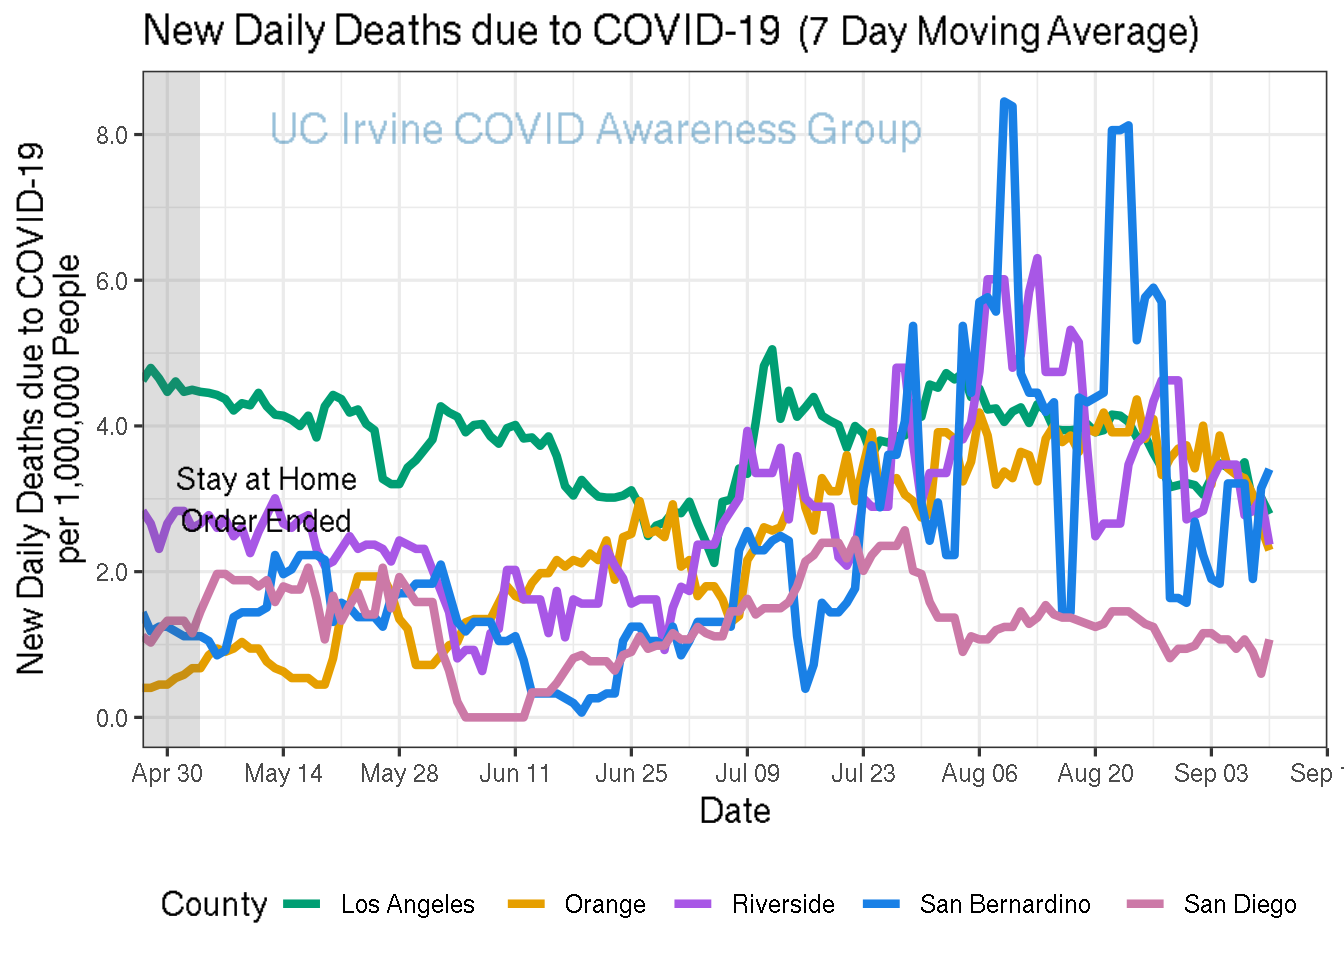 New Daily Deaths due to COVID-19 (7 Day Moving Average)
UC Irvine COVID Awareness Group
New Daily Deaths due to COVID-19
per 1,0000,000 People
8.0
6.0
4.0
2.0
0.0
Stay at Home
Order Ended
Apr 30 May 14 May 28 Jun 11 Jun 25 Jul 09 Jul 23 Aug 06 Aug 20 Sep 03 Sep
Date
County Los Angeles Orange Riverside San Bernardino San Diego